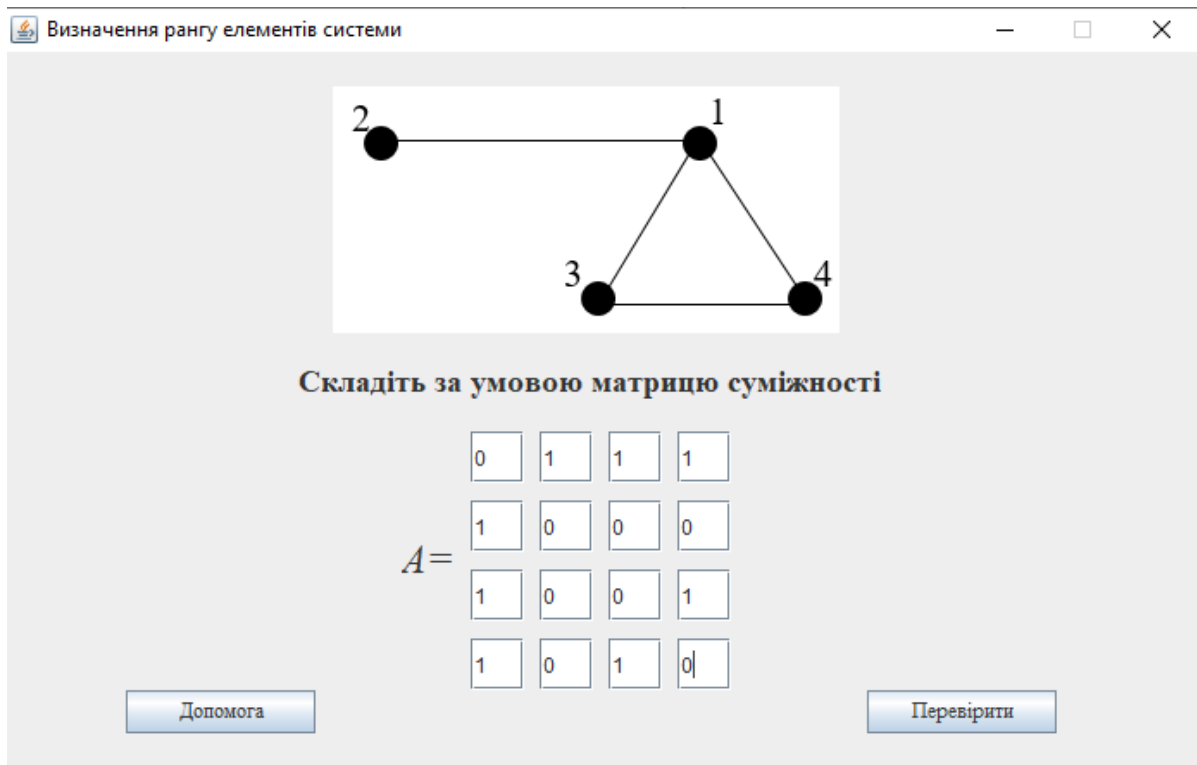 Визначення рангу елементів системи
2 1
3 4
Складіть за умовою матрицю суміжності
0 1 1 1
1 0 0 0
A=
1 0 0 1
1 0 1 0
Допомога Перевірити